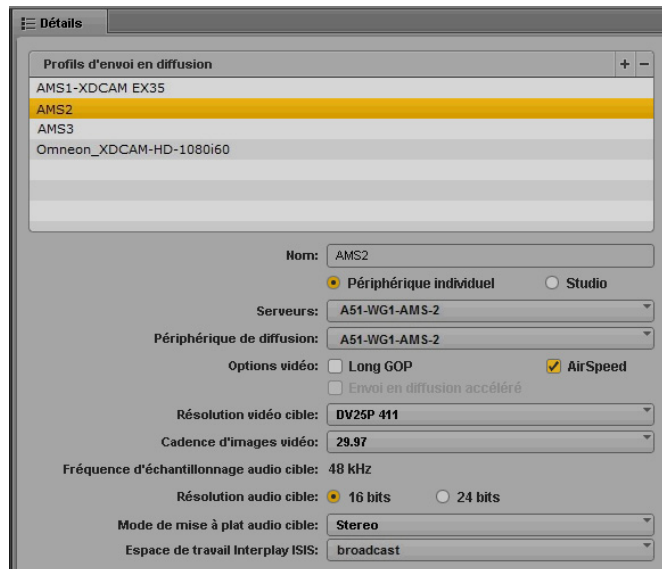 Détails
Profils d'envoi en diffusion + −
AMS1-XDCAM EX35
AMS2
AMS3
Omneon_XDCAM-HD-1080i60
Nom: AMS2
Périphérique individuel Studio
Serveurs: A51-WG1-AMS-2
Périphérique de diffusion: A51-WG1-AMS-2
Options vidéo: Long GOP AirSpeed
Envoi en diffusion accéléré
Résolution vidéo cible: DV25P 411
Cadence d'images vidéo: 29.97
Fréquence d'échantillonnage audio cible: 48 kHz
Résolution audio cible: 16 bits 24 bits
Mode de mise à plat audio cible: Stereo
Espace de travail Interplay ISIS: broadcast